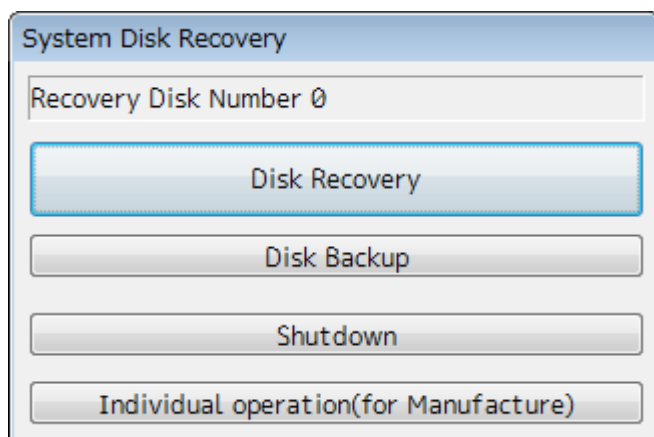 System Disk Recovery
Recovery Disk Number 0
Disk Recovery
Disk Backup
Shutdown
Individual operation(for Manufacture)